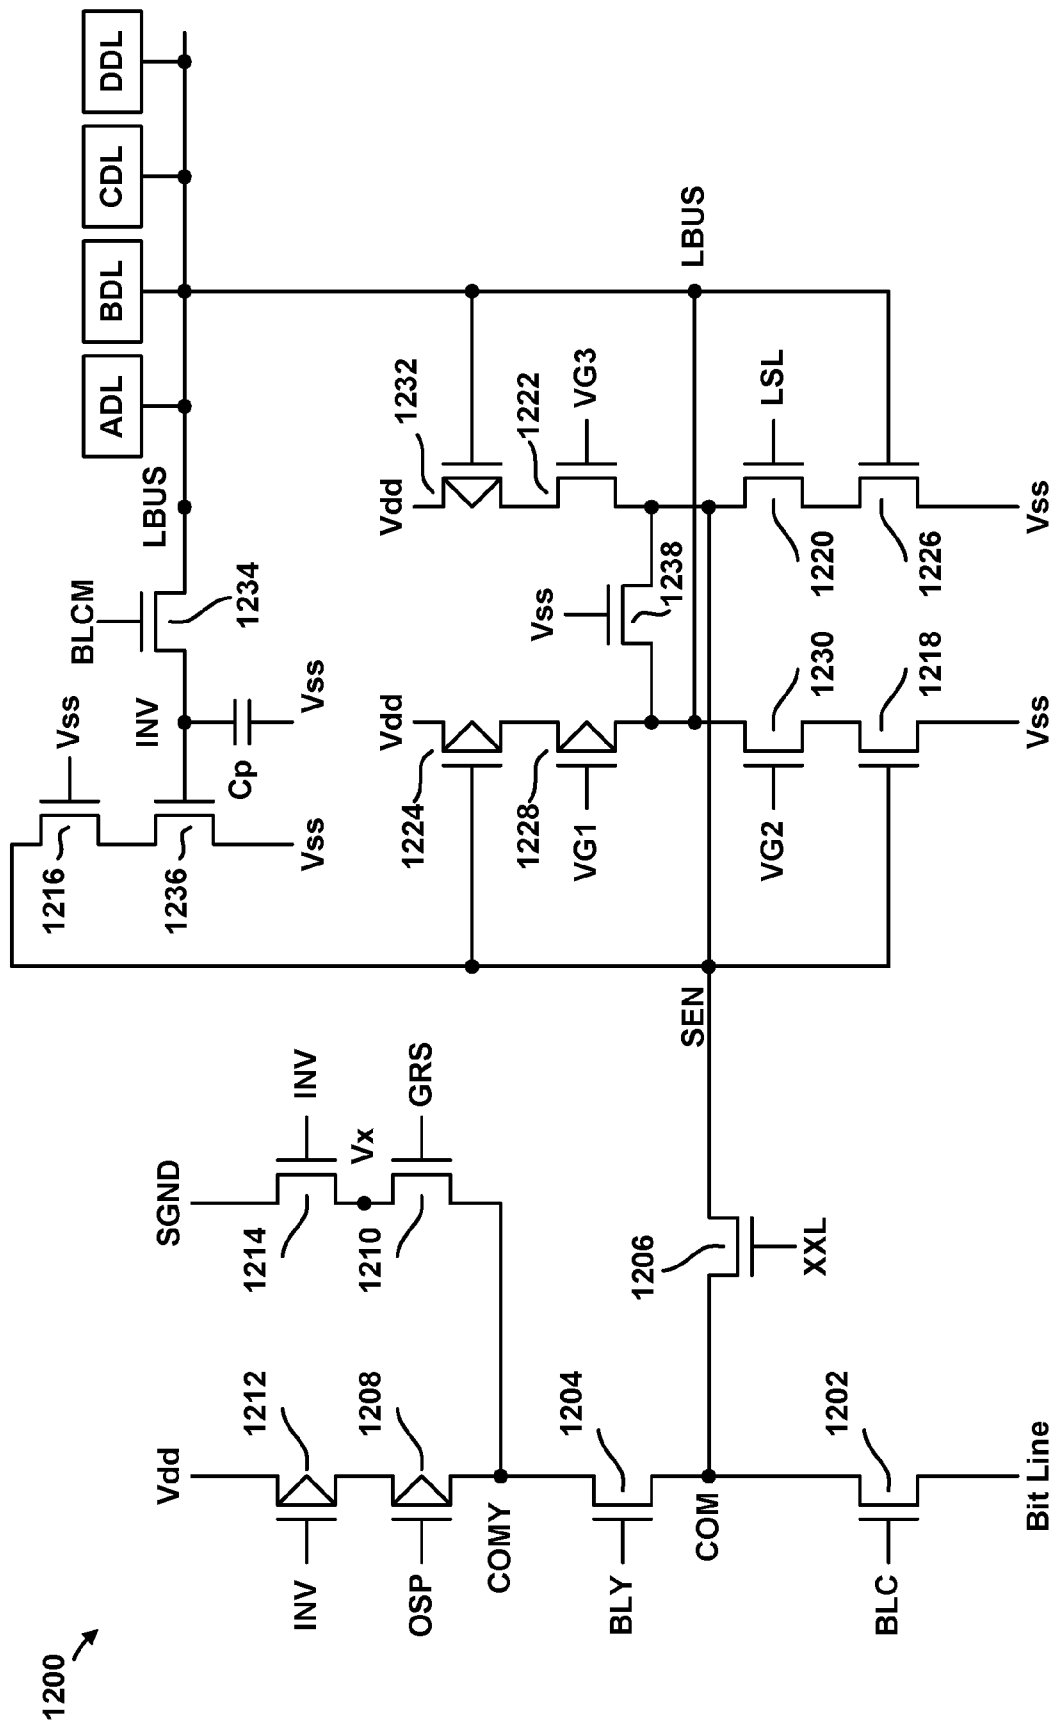 1200
1216
Vss
BLCM
ADL
BDL
CDL
DDL
INV
LBUS
Vdd
SGND
1236
Cp
1234
1212
1214
INV
INV
Vss
Vss
1208
1210
Vx
Vdd
Vdd
1232
OSP
GRS
1224
COMY
1228
1222
Vss
1204
VG1
VG3
BLY
1206
1238
SEN
LBUS
COM
VG2
LSL
XXL
1230
1220
1202
BLC
1218
1226
Bit Line
Vss
Vss